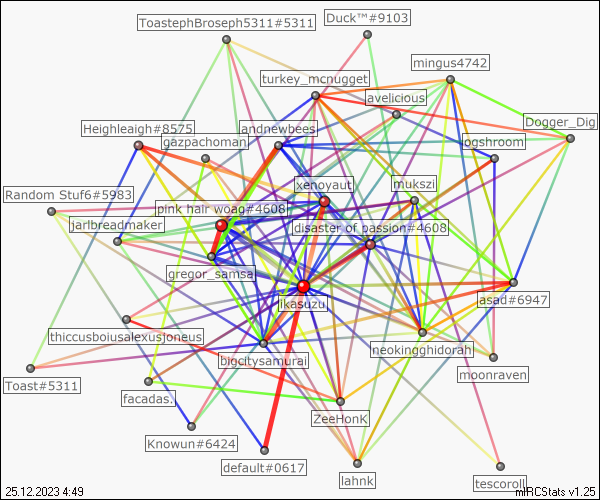 Duck™#9103
ToastephBroseph5311#5311
mingus4742
turkey_mcnugget
avelicious
Dogger_Dig
Heighleaigh#8575
andnewbees
gazpachoman
ogshroom
xenoyaut
mukszi
Random Stuf6#5983
pink hair woag#4608
jarlbreadmaker
disaster of passion#4608
gregor_samsa
ikasuzu
asad#6947
thiccusboiusalexusjoneus
neokingghidorah
bigcitysamurai
moonraven
Toast#5311
facadas.
ZeeHonK
Knowun#6424
default#0617
lahnk
tescoroll
25.12.2023 4:49
mIRCStats v1.25